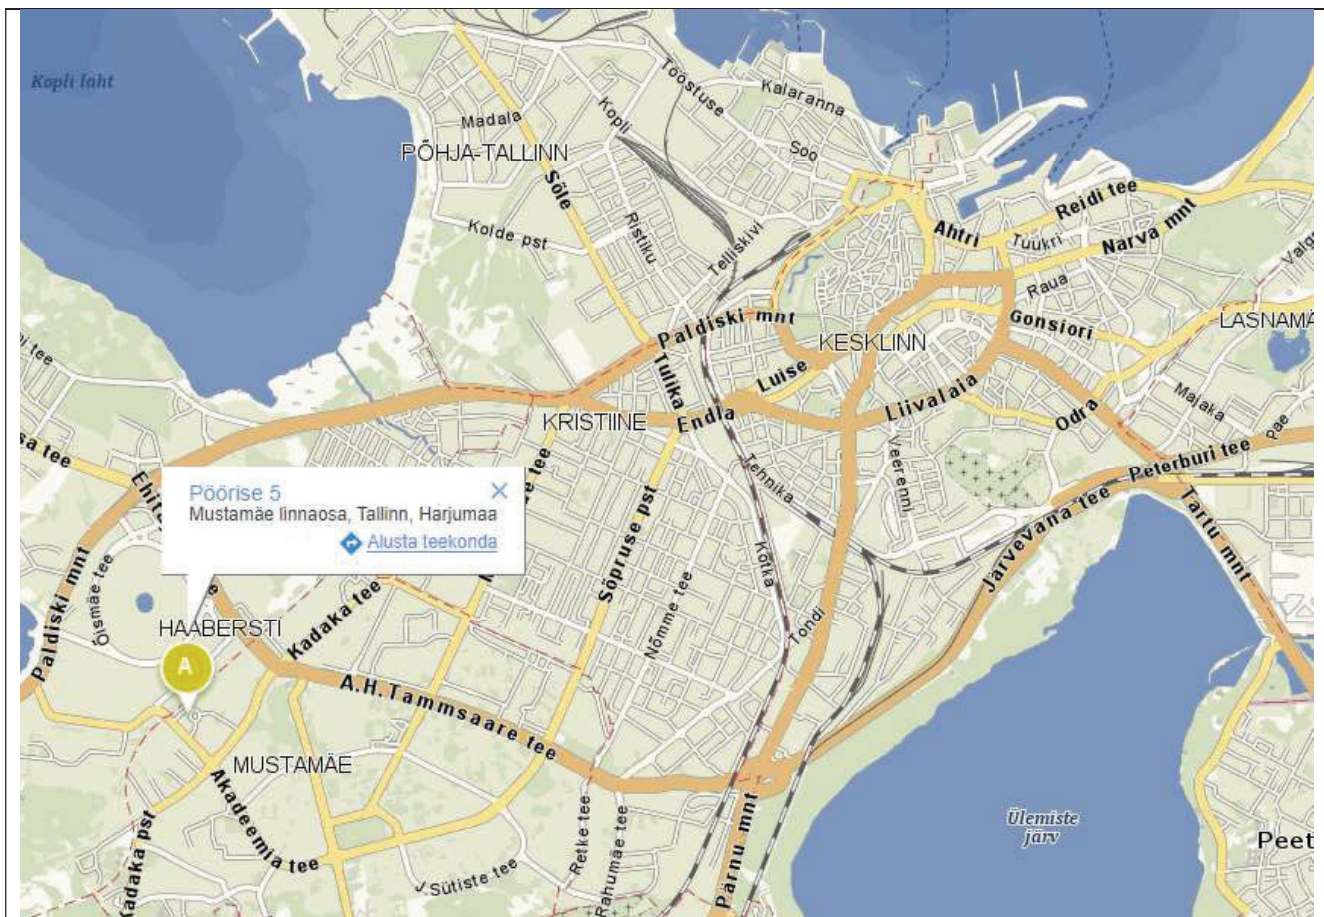 Kopli laht
Tööstuse
Kalaranna
Kopli
Madala
Soo
PÕHJA-TALLINN
Sõle
Reidi tee
Ristiku
Kolde pst
Telliskivi
Ahtri
Tuukri
Narva mnt
Raua
Paldiski mnt
Gonsiori
LASNAMÄ
KESKLINN
Tulika
Luise
Liivalaia
Majaka
KRISTIINE
Endla
Odra
Pae
Veerenni
Peterburi tee
Tehnika
sa tee
Pöörise 5
Mustamäe linnaosa, Tallinn, Harjumaa
Alusta teekonda
Sõpruse pst
Järvevana tee
Tartu mnt
Kotka
Paldiski mnt
Õismäe tee
Nõmme tee
Tondi
HAABERSTI
Kadaka tee
A
A.H.Tammsaare tee
MUSTAMÄE
Akadeemia tee
Kadaka pst
Retke tee
Rahumäe tee
Pärnu mnt
Ülemiste
järv
Peet
Sütiste tee